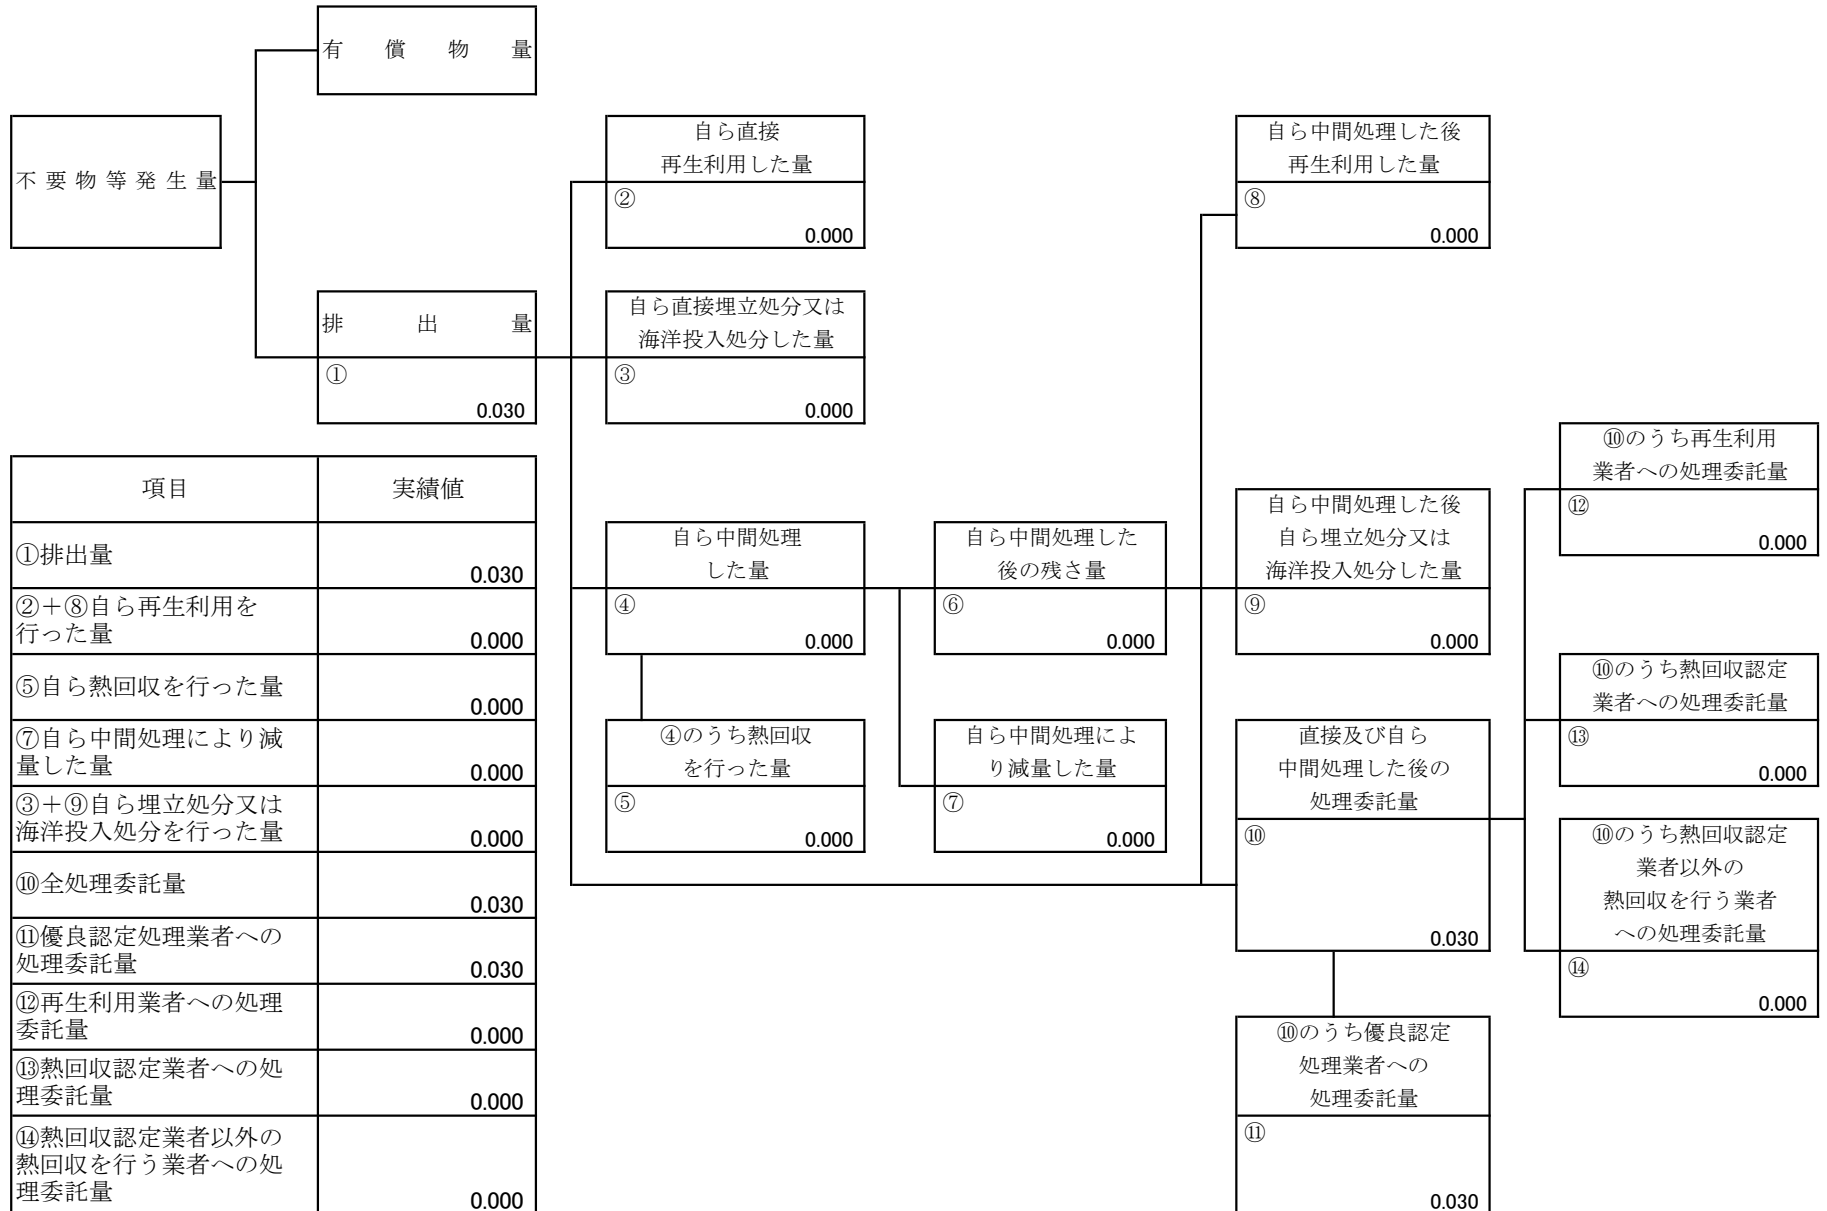 有償物量
不要物等発生量
自ら直接
再生利用した量
②
0.000
自ら中間処理した後
再生利用した量
⑧
0.000
排出量
①
0.030
自ら直接埋立処分又は
海洋投入処分した量
③
0.000
項目 実績値
①排出量
0.030
②＋⑧自ら再生利用を
行った量
0.000
⑤自ら熱回収を行った量
0.000
⑦自ら中間処理により減
量した量
0.000
③＋⑨自ら埋立処分又は
海洋投入処分を行った量
0.000
⑩全処理委託量
0.030
⑪優良認定処理業者への
処理委託量
0.030
⑫再生利用業者への処理
委託量
0.000
⑬熱回収認定業者への処
理委託量
0.000
⑭熱回収認定業者以外の
熱回収を行う業者への処
理委託量
0.000
自ら中間処理
した量
④
0.000
④のうち熱回収
を行った量
⑤
0.000
自ら中間処理した
後の残さ量
⑥
0.000
自ら中間処理によ
り減量した量
⑦
0.000
自ら中間処理した後
自ら埋立処分又は
海洋投入処分した量
⑨
0.000
直接及び自ら
中間処理した後の
処理委託量
⑩
0.030
⑩のうち優良認定
処理業者への
処理委託量
⑪
0.030
⑩のうち再生利用
業者への処理委託量
⑫
0.000
⑩のうち熱回収認定
業者への処理委託量
⑬
0.000
⑩のうち熱回収認定
業者以外の
熱回収を行う業者
への処理委託量
⑭
0.000